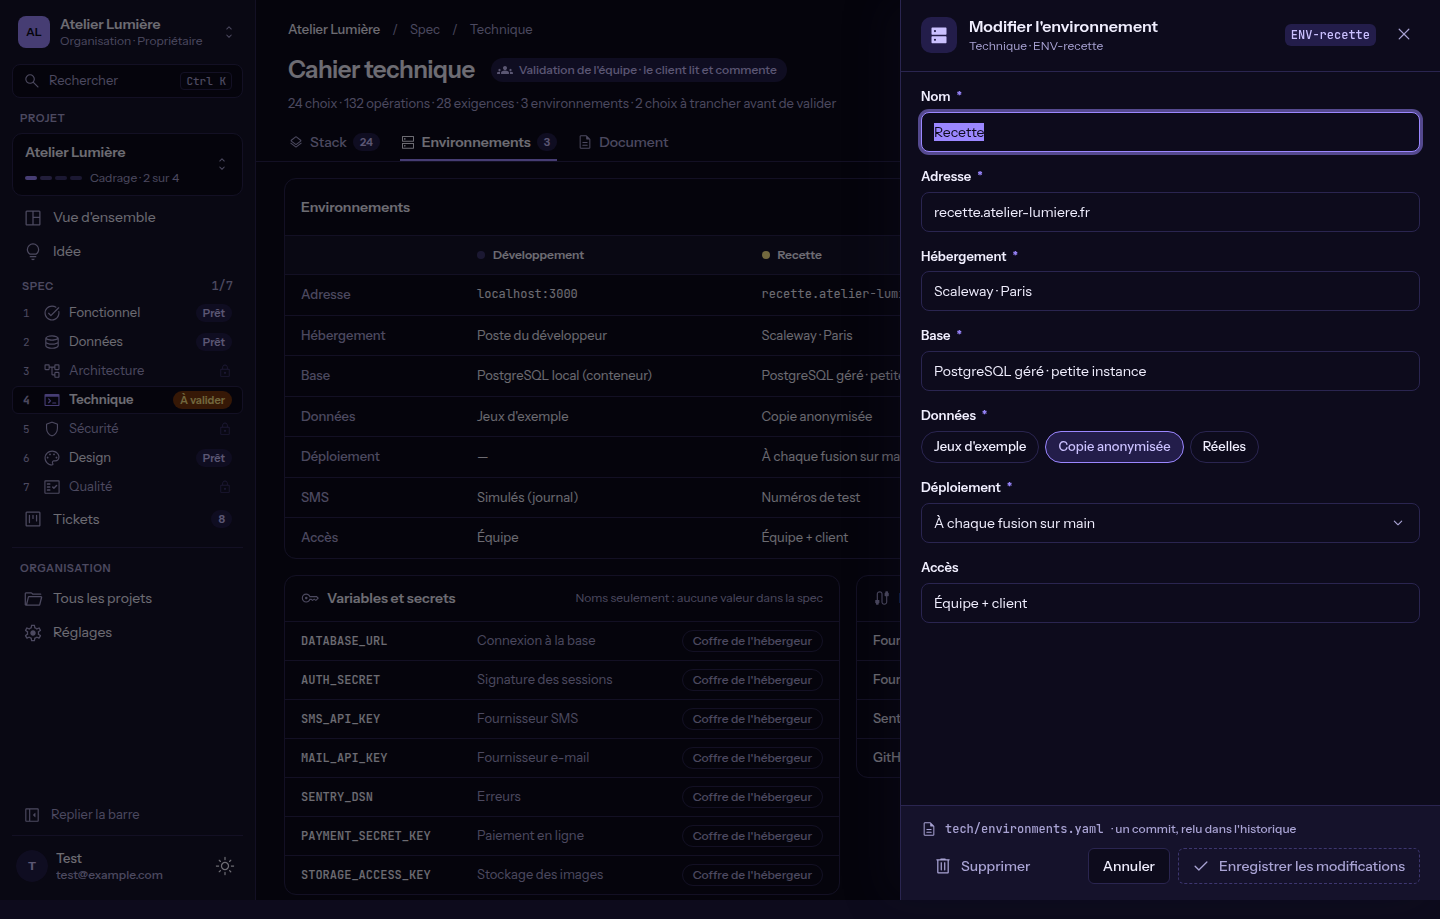 AL
Atelier Lumière
Organisation · Propriétaire
Rechercher
Ctrl K
PROJET
Atelier Lumière
Cadrage · 2 sur 4
Vue d'ensemble
Idée
SPEC 1/7
1 Fonctionnel Prêt
2 Données Prêt
3 Architecture
4 Technique À valider
5 Sécurité
6 Design Prêt
7 Qualité
Tickets 8
ORGANISATION
Tous les projets
Réglages
Replier la barre
T
Test
test@example.com
Atelier Lumière / Spec / Technique
Cahier technique
Validation de l'équipe · le client lit et commente
24 choix · 132 opérations · 28 exigences · 3 environnements · 2 choix à trancher avant de valider
Stack 24 Environnements 3 Document
Environnements
Développement Recette
Adresse localhost:3000
Hébergement Poste du développeur Scaleway · Paris
Base PostgreSQL local (conteneur) PostgreSQL géré ·
Données Jeux d'exemple Copie anonymisée
Déploiement — À chaque fusion sur
SMS Simulés (journal) Numéros de test
Accès Équipe Équipe + client
Variables et secrets Noms seulement : aucune valeur dans la spec
DATABASE_URL Connexion à la base Coffre de l'hébergeur
AUTH_SECRET Signature des sessions Coffre de l'hébergeur
SMS_API_KEY Fournisseur SMS Coffre de l'hébergeur
MAIL_API_KEY Fournisseur e-mail Coffre de l'hébergeur
SENTRY_DSN Erreurs Coffre de l'hébergeur
PAYMENT_SECRET_KEY Paiement en ligne Coffre de l'hébergeur
STORAGE_ACCESS_KEY Stockage des images Coffre de l'hébergeur
Modifier l'environnement
Technique · ENV-recette
ENV-recette
Nom *
Recette
Adresse *
recette.atelier-lumiere.fr
Hébergement *
Scaleway · Paris
Base *
PostgreSQL géré · petite instance
Données *
Jeux d'exemple Copie anonymisée Réelles
Déploiement *
À chaque fusion sur main
Accès
Équipe + client
tech/environments.yaml · un commit, relu dans l'historique
Supprimer Annuler Enregistrer les modifications